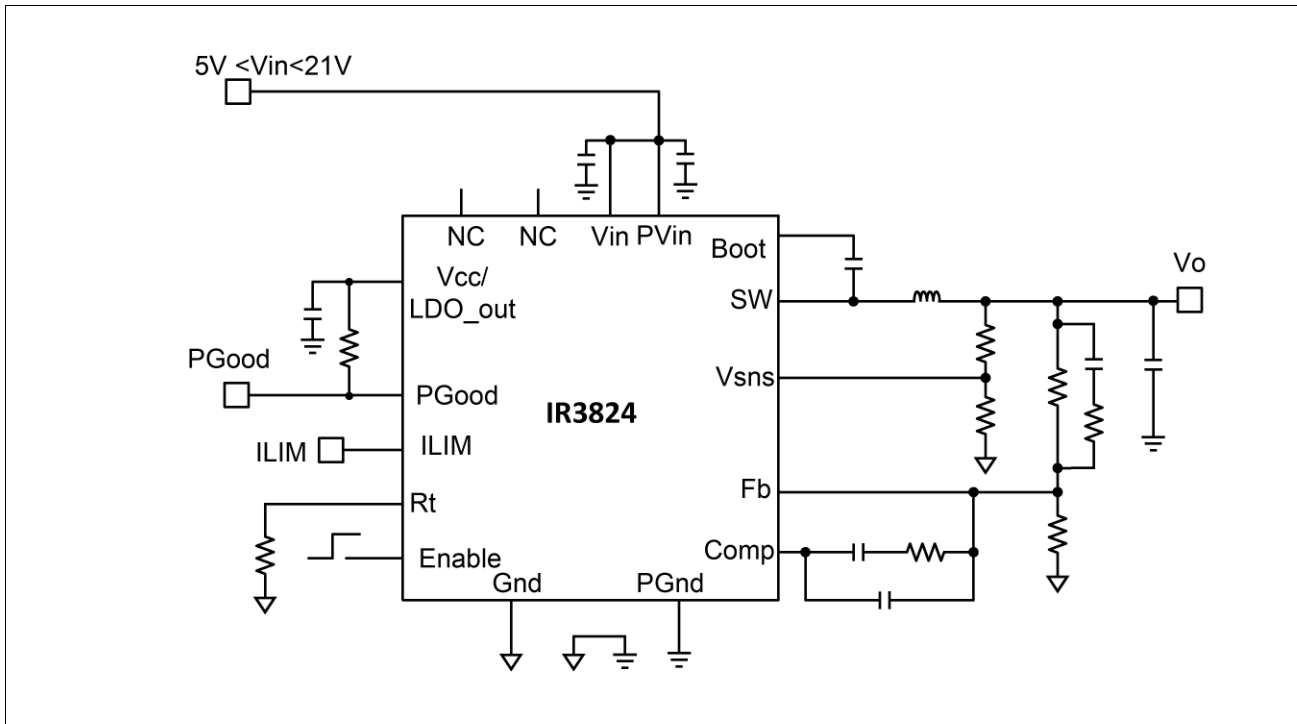 5V <Vin<21V
NC NC Vin PVin
Boot
Vcc/
LDO_out
SW
Vo
PGood
PGood
Vsns
IR3824
ILIM
ILIM
Rt
Fb
Enable
Comp
Gnd
PGnd